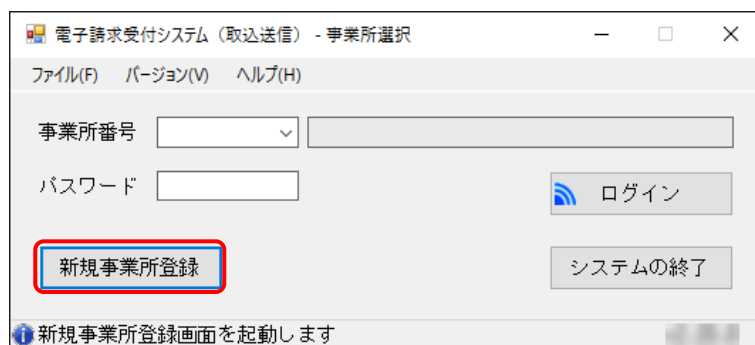 電子請求受付システム（取込送信） - 事業所選択
ファイル(F) バージョン(V) ヘルプ(H)
事業所番号
パスワード
ログイン
新規事業所登録
システムの終了
新規事業所登録画面を起動します